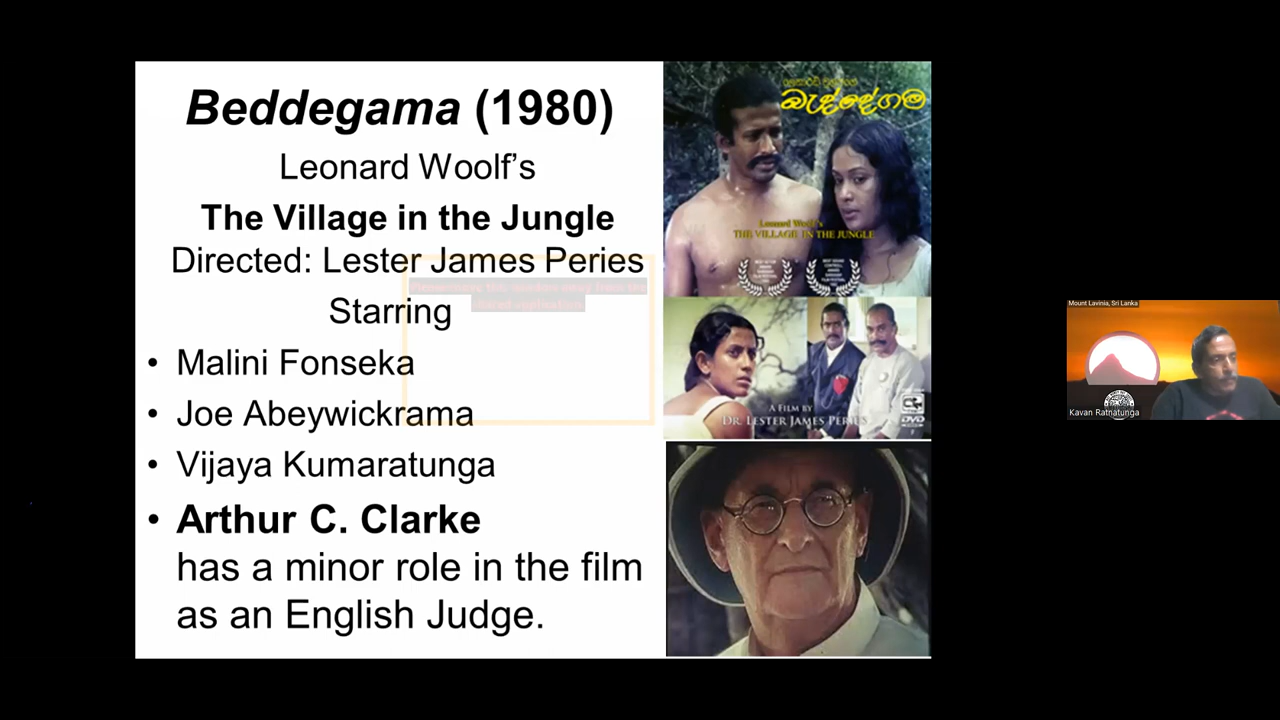 Beddegama (1980)
Leonard Woolf's
The Village in the Jungle
Directed: Lester James Peries
Starring
• Malini Fonseka
• Joe Abeywickrama
• Vijaya Kumaratunga
• Arthur C. Clarke
has a minor role in the film
as an English Judge.
බැද්දේගම
Leonard Woolf's
THE VILLAGE IN THE JUNGLE
A FILM BY
DR. LESTER JAMES PERIES
DVD
Mount Lavinia, Sri Lanka
Kavan Ratnatunga